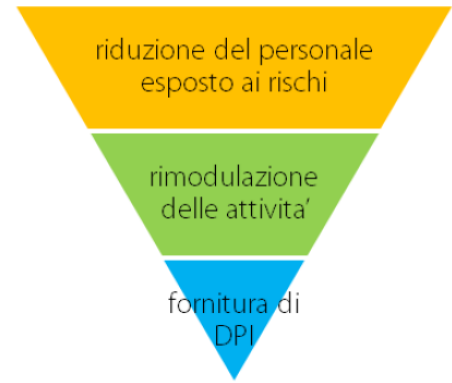 riduzione del personale
esposto ai rischi
rimodulazione
delle attivita’
fornitura di
DPI